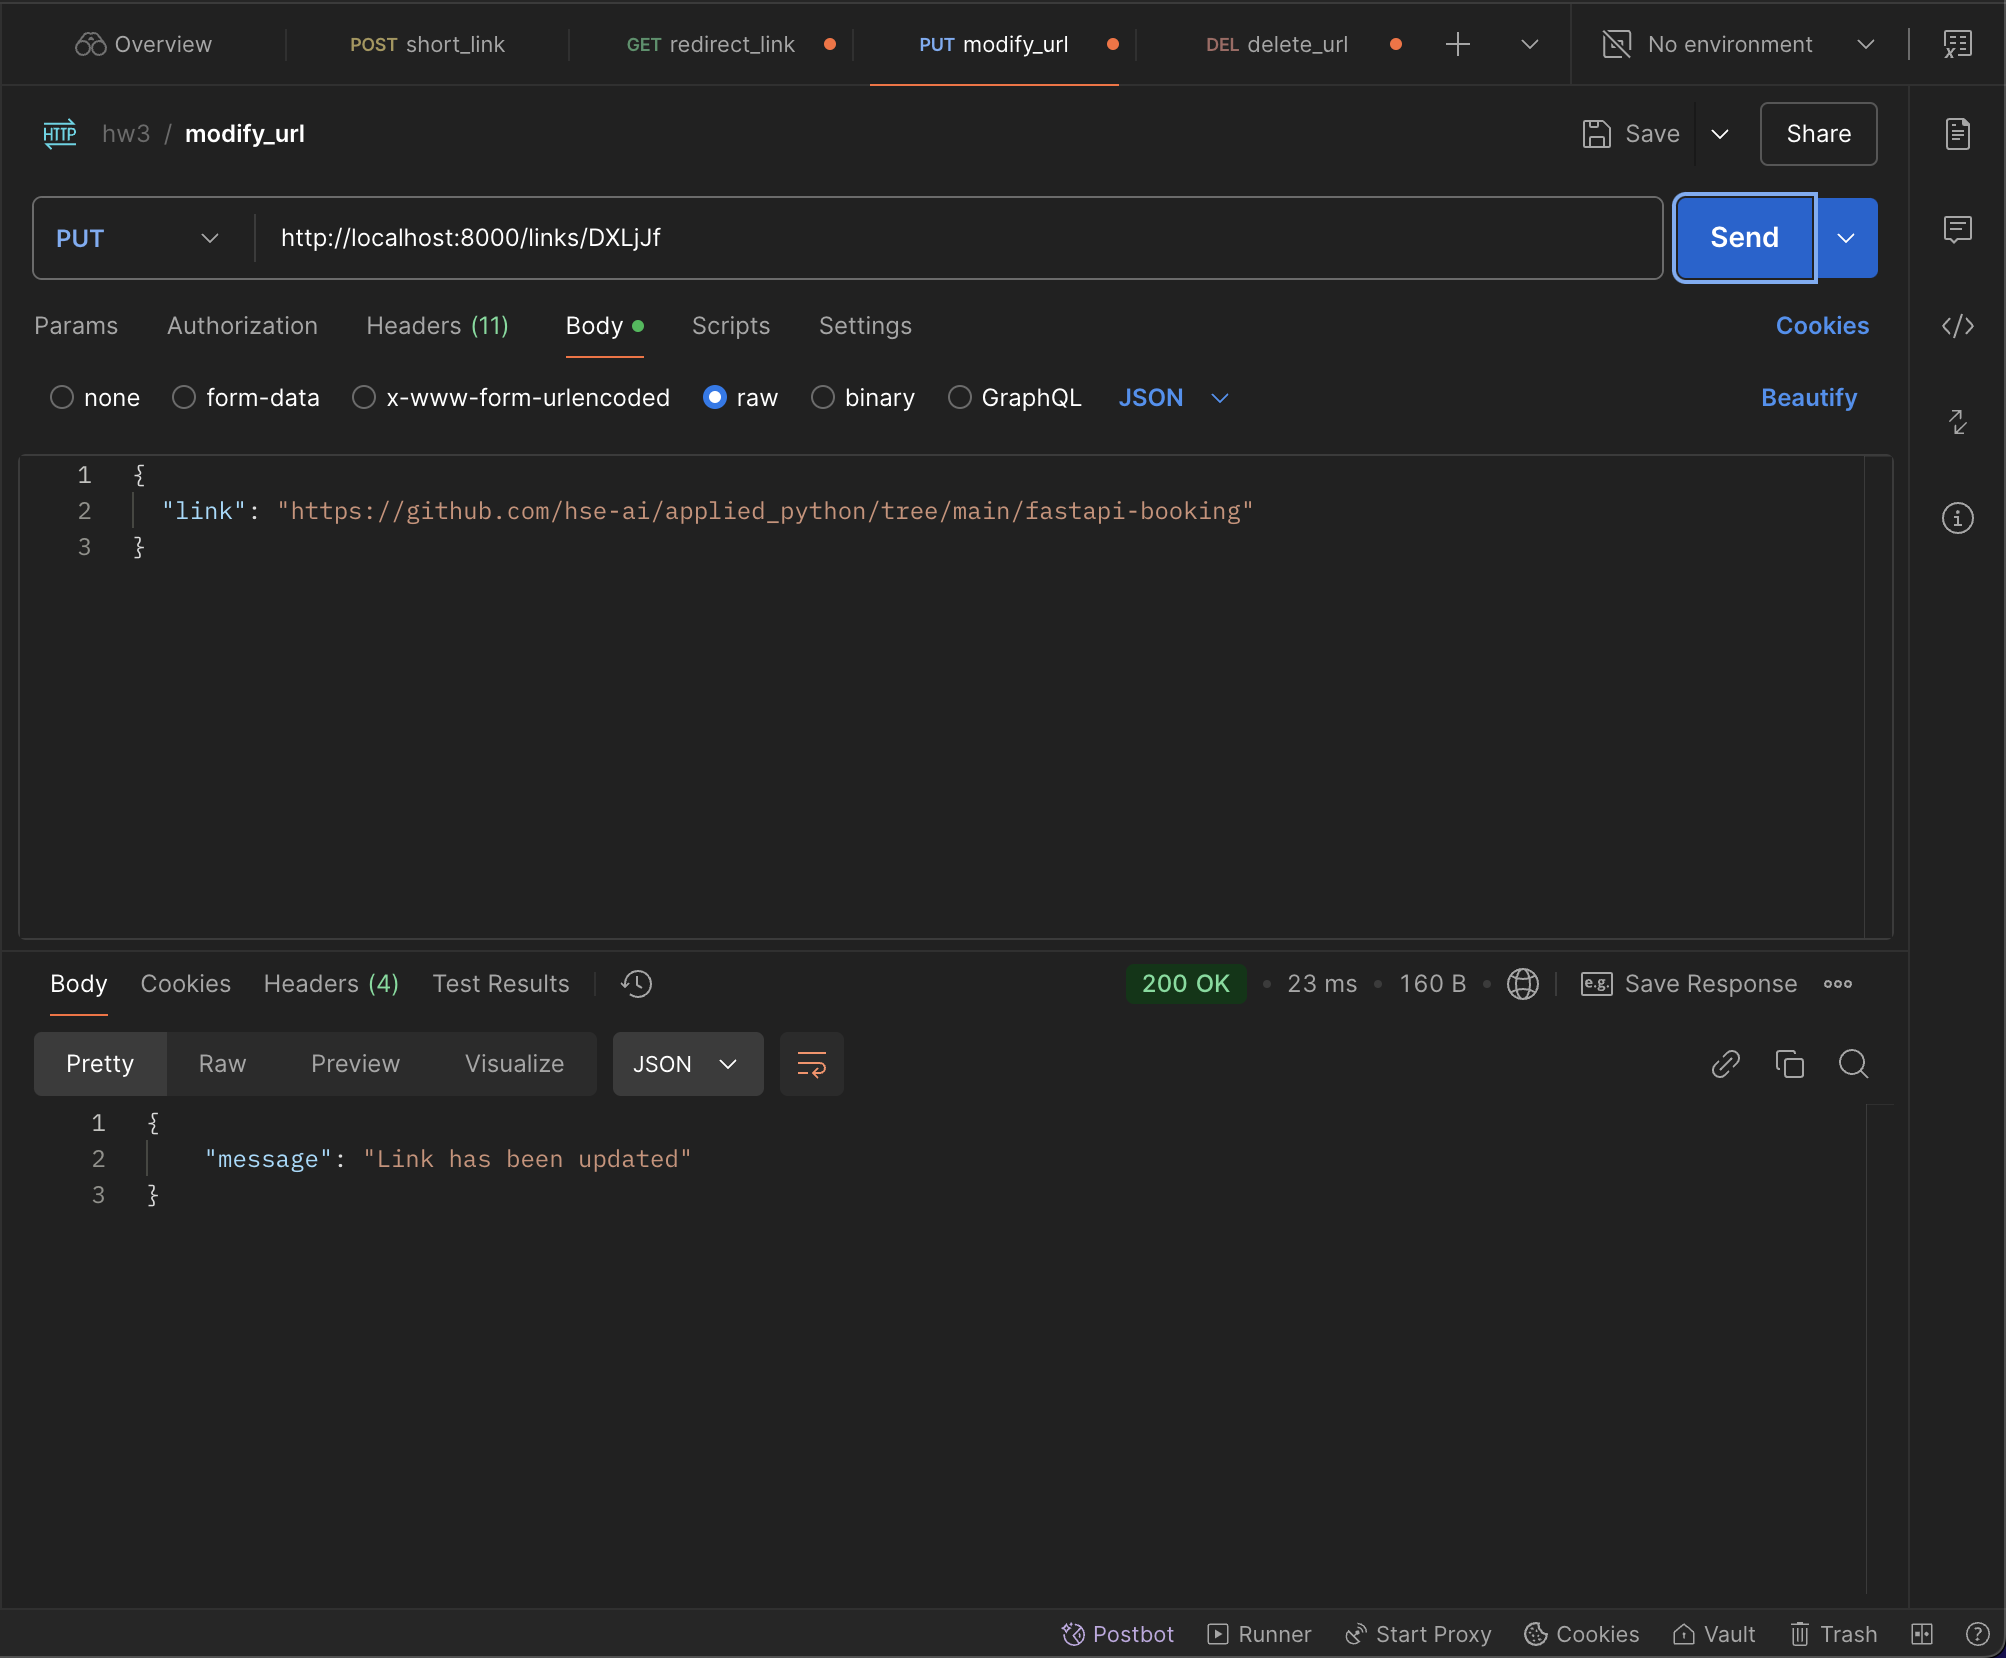 Overview POST short_link GET redirect_link PUT modify_url DEL delete_url No environment
HTTP hw3 / modify_url Save Share
PUT http://localhost:8000/links/DXLjJf Send
Params Authorization Headers (11) Body Scripts Settings Cookies
none form-data x-www-form-urlencoded raw binary GraphQL JSON Beautify
1 {
2 "link": "https://github.com/hse-ai/applied_python/tree/main/fastapi-booking"
3 }
Body Cookies Headers (4) Test Results 200 OK 23 ms 160 B e.g. Save Response
Pretty Raw Preview Visualize JSON
1 {
2 "message": "Link has been updated"
3 }
Postbot Runner Start Proxy Cookies Vault Trash